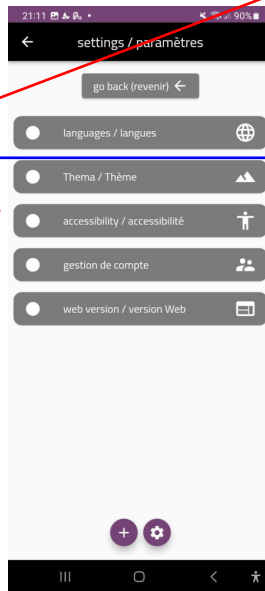 21:11 90%
settings / paramètres
go back (revenir)
languages / langues
Thema / Thème
accessibility / accessibilité
gestion de compte
web version / version Web